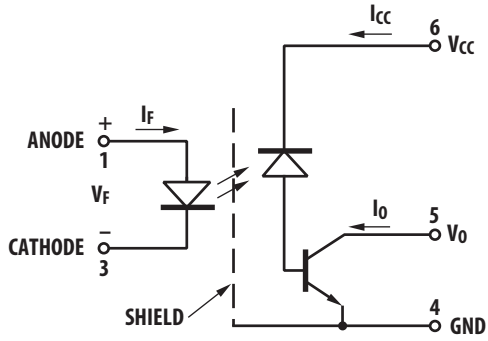 ICC
6
VCC
+
IF
ANODE
1
VF
IO
5
VO
−
CATHODE
3
SHIELD
4
GND